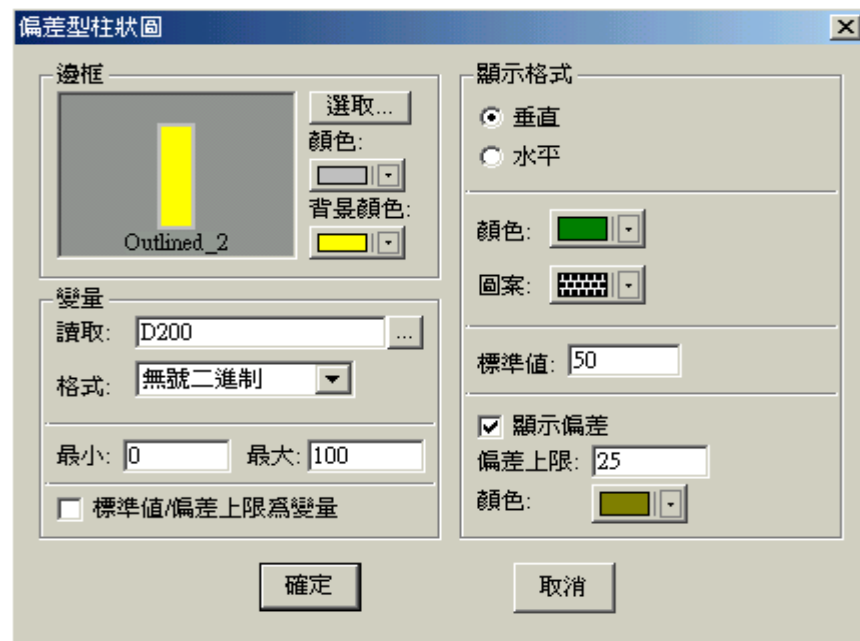 偏差型柱狀圖
邊框
選取...
顏色:
背景顏色:
Outlined_2
變量
讀取: D200 ...
格式: 無號二進制
最小: 0 最大: 100
標準值/偏差上限爲變量
顯示格式
垂直
水平
顏色:
圖案:
標準值: 50
顯示偏差
偏差上限: 25
顏色:
確定 取消